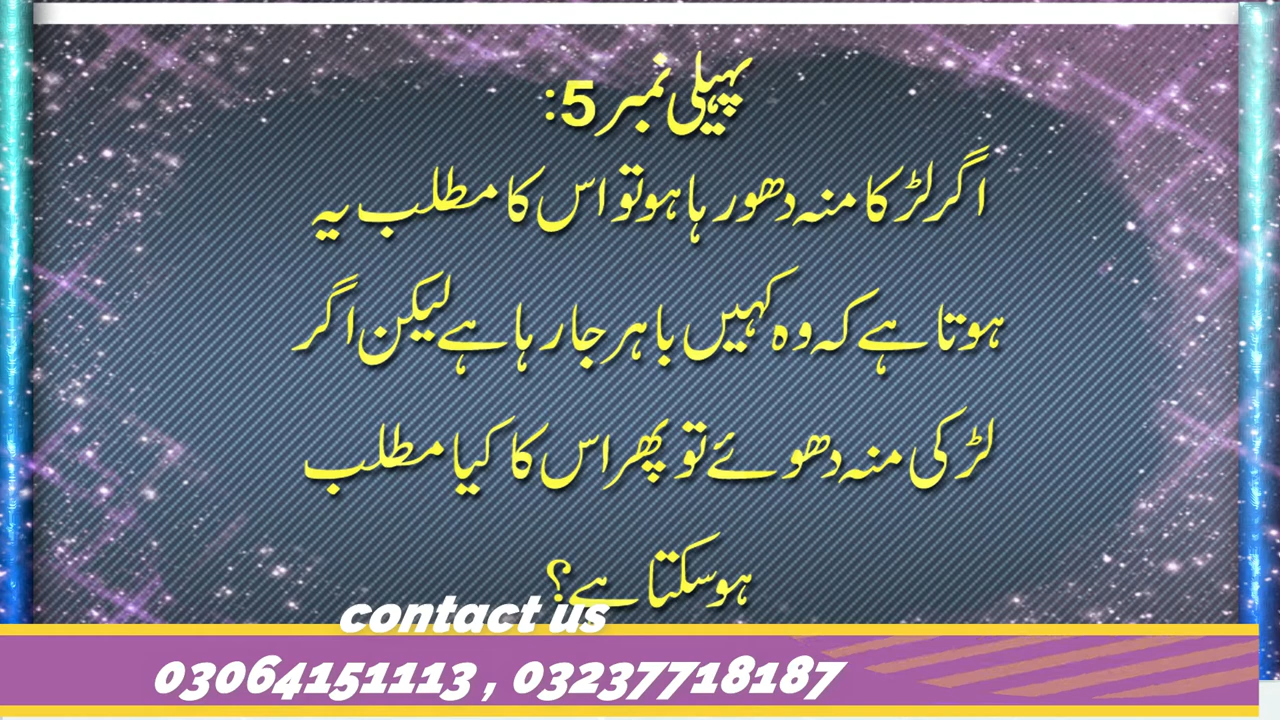 پہیلی نمبر 5:
اگر لڑکا منہ دھو رہا ہو تو اس کا مطلب یہ
ہوتا ہے کہ وہ کہیں باہر جا رہا ہے لیکن اگر
لڑکی منہ دھوئے تو پھر اس کا کیا مطلب
ہوسکتا ہے؟
contact us
03064151113 , 03237718187